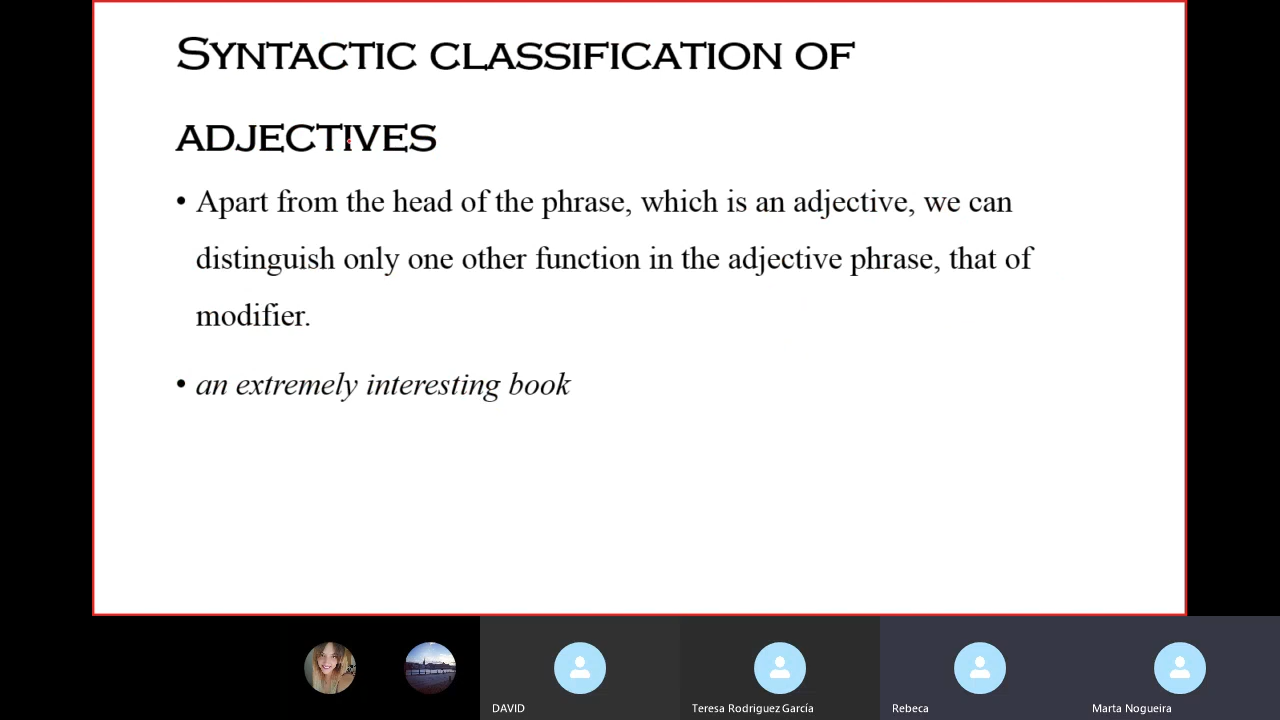 Syntactic classification of
adjectives
• Apart from the head of the phrase, which is an adjective, we can
distinguish only one other function in the adjective phrase, that of
modifier.
• an extremely interesting book
DAVID
Teresa Rodriguez García
Rebeca
Marta Nogueira